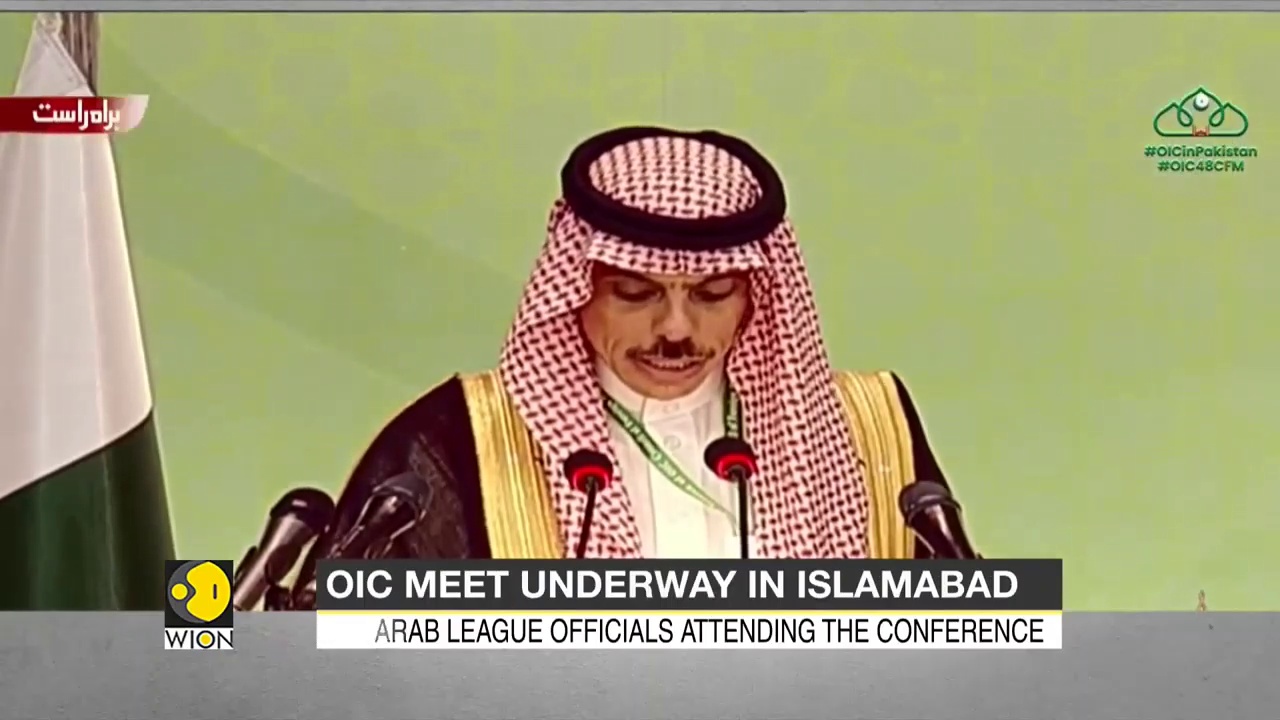 براہ راست
#OICinPakistan
#OIC48CFM
OIC MEET UNDERWAY IN ISLAMABAD
ARAB LEAGUE OFFICIALS ATTENDING THE CONFERENCE
WION